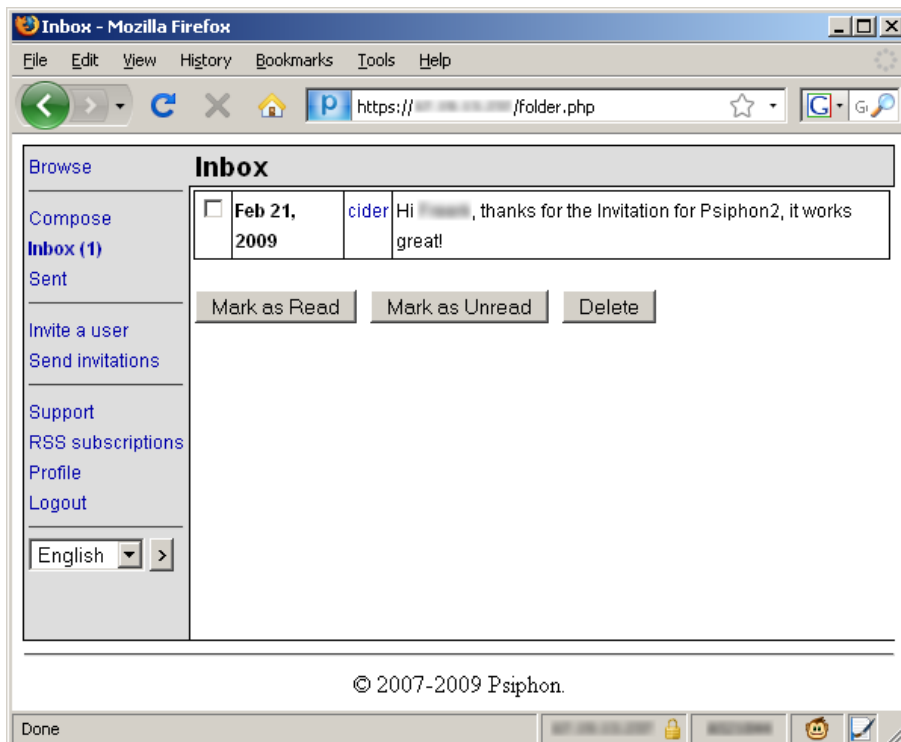 Inbox - Mozilla Firefox
File Edit View History Bookmarks Tools Help
p https:// /folder.php G G
Browse
Compose
Inbox (1)
Sent
Invite a user
Send invitations
Support
RSS subscriptions
Profile
Logout
English >
Inbox
Feb 21, 2009 cider Hi , thanks for the Invitation for Psiphon2, it works
great!
Mark as Read Mark as Unread Delete
© 2007-2009 Psiphon.
Done